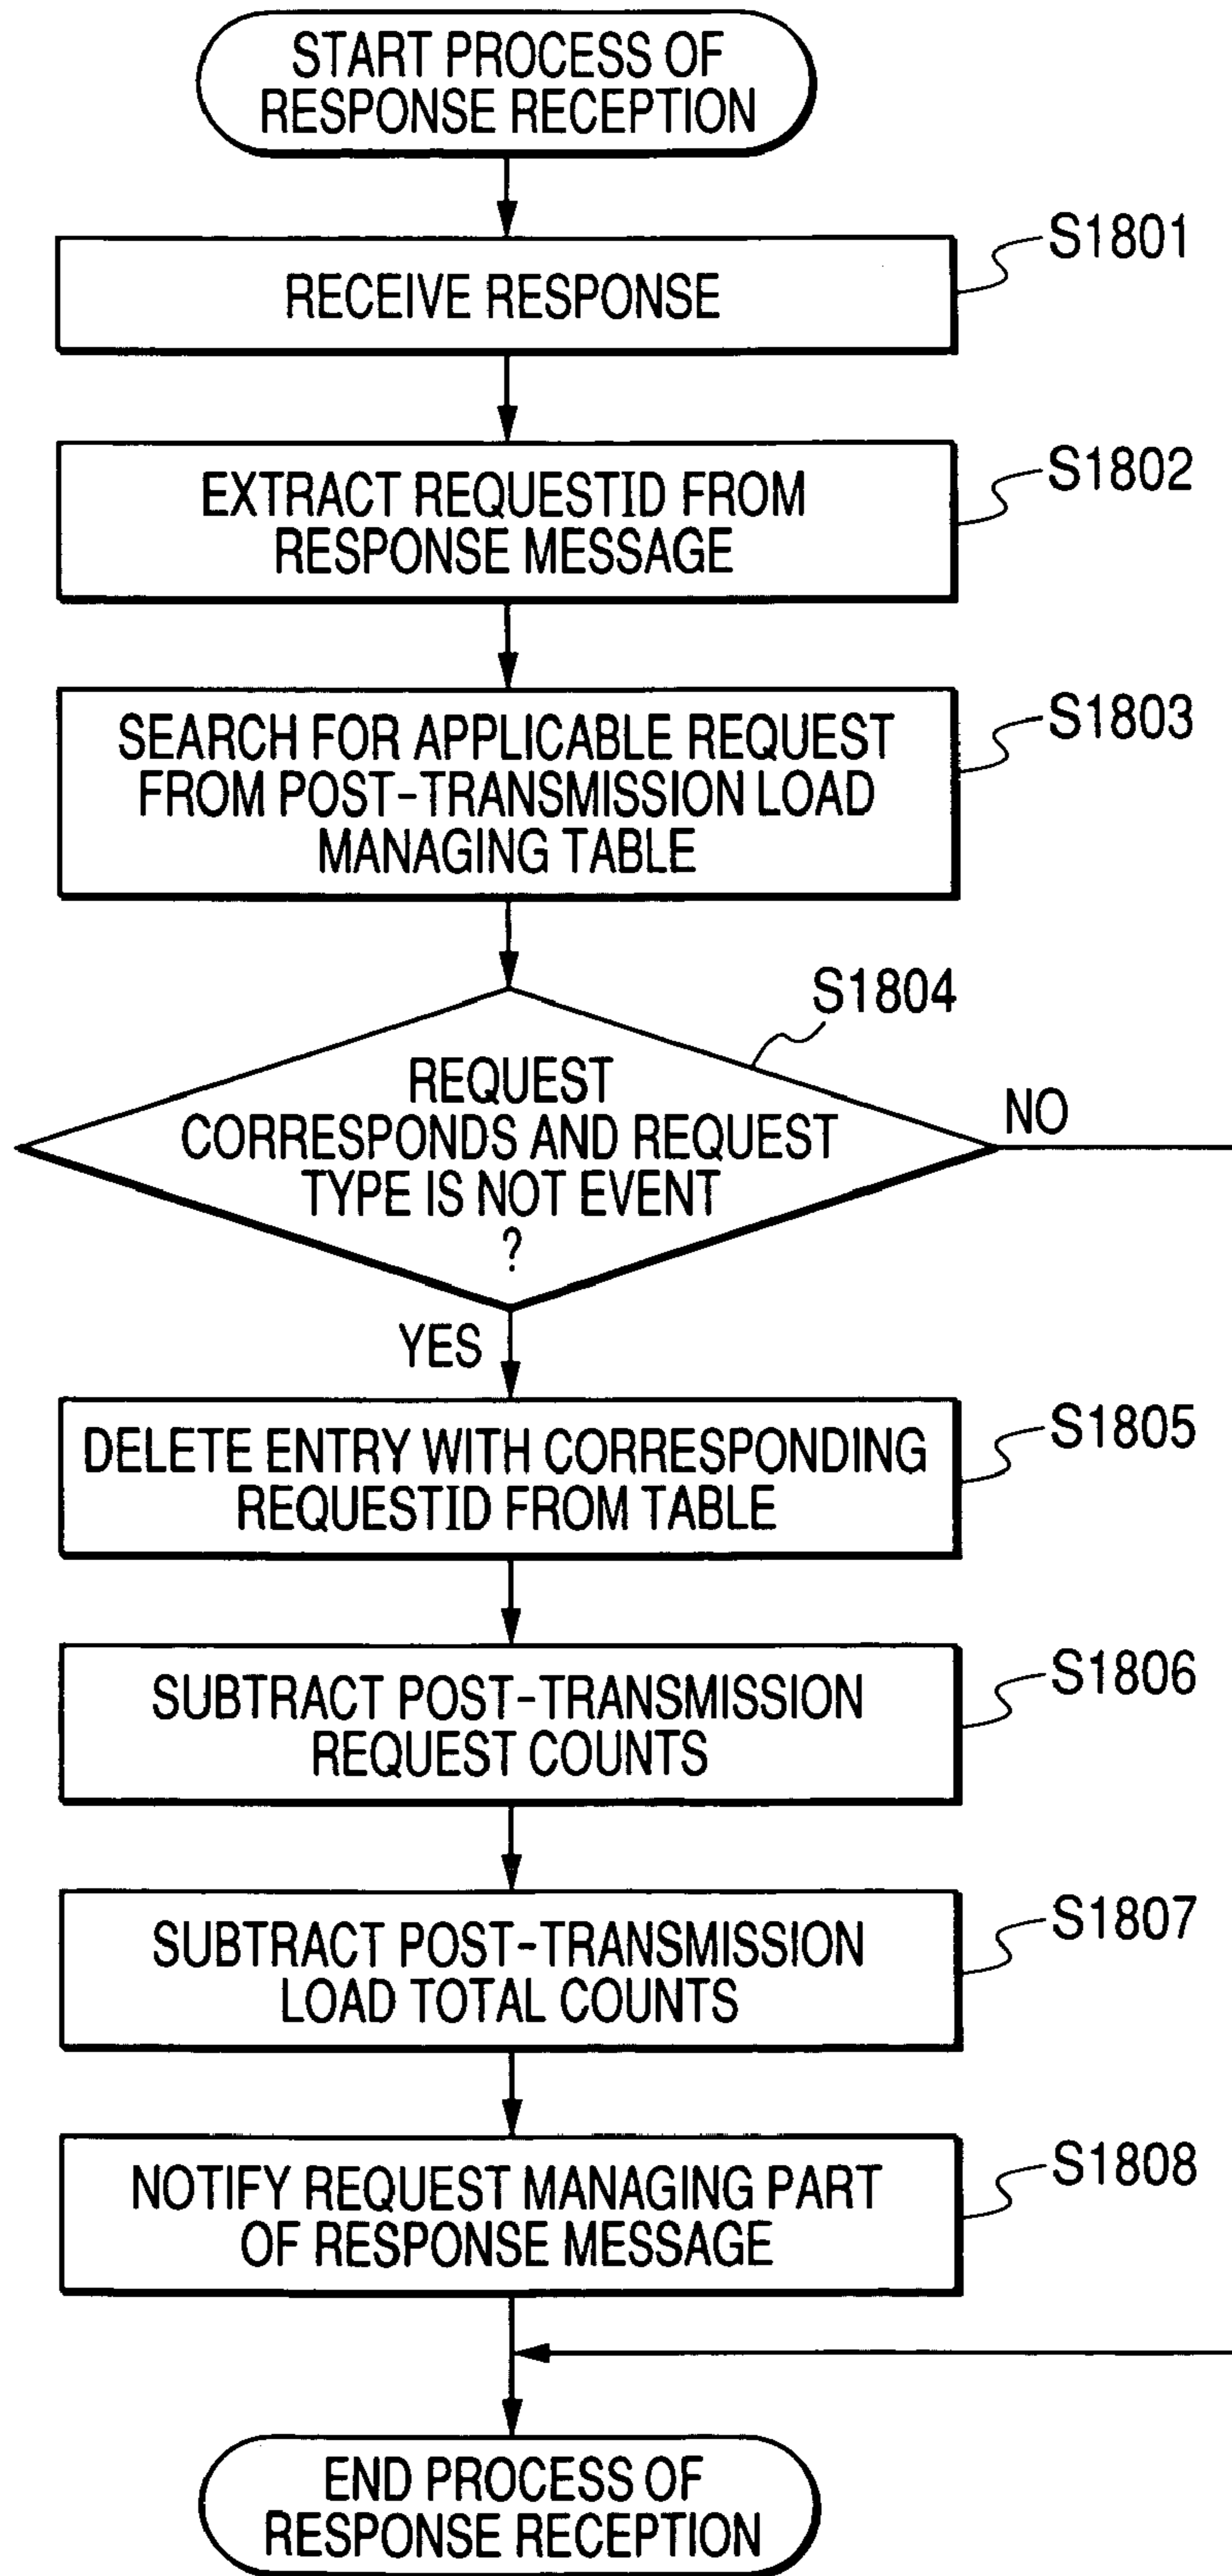 START PROCESS OF
RESPONSE RECEPTION
S1801
RECEIVE RESPONSE
S1802
EXTRACT REQUESTID FROM
RESPONSE MESSAGE
S1803
SEARCH FOR APPLICABLE REQUEST
FROM POST-TRANSMISSION LOAD
MANAGING TABLE
S1804
REQUEST
CORRESPONDS AND REQUEST
TYPE IS NOT EVENT
?
NO
YES
S1805
DELETE ENTRY WITH CORRESPONDING
REQUESTID FROM TABLE
S1806
SUBTRACT POST-TRANSMISSION
REQUEST COUNTS
S1807
SUBTRACT POST-TRANSMISSION
LOAD TOTAL COUNTS
S1808
NOTIFY REQUEST MANAGING PART
OF RESPONSE MESSAGE
END PROCESS OF
RESPONSE RECEPTION